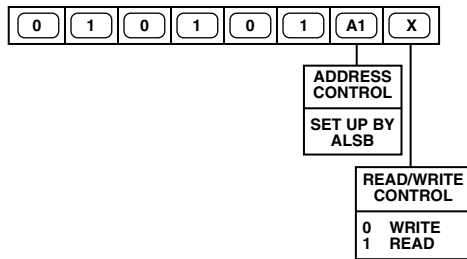 0 1 0 1 0 1 A1 X
ADDRESS
CONTROL
SET UP BY
ALSB
READ/WRITE
CONTROL
0 WRITE
1 READ